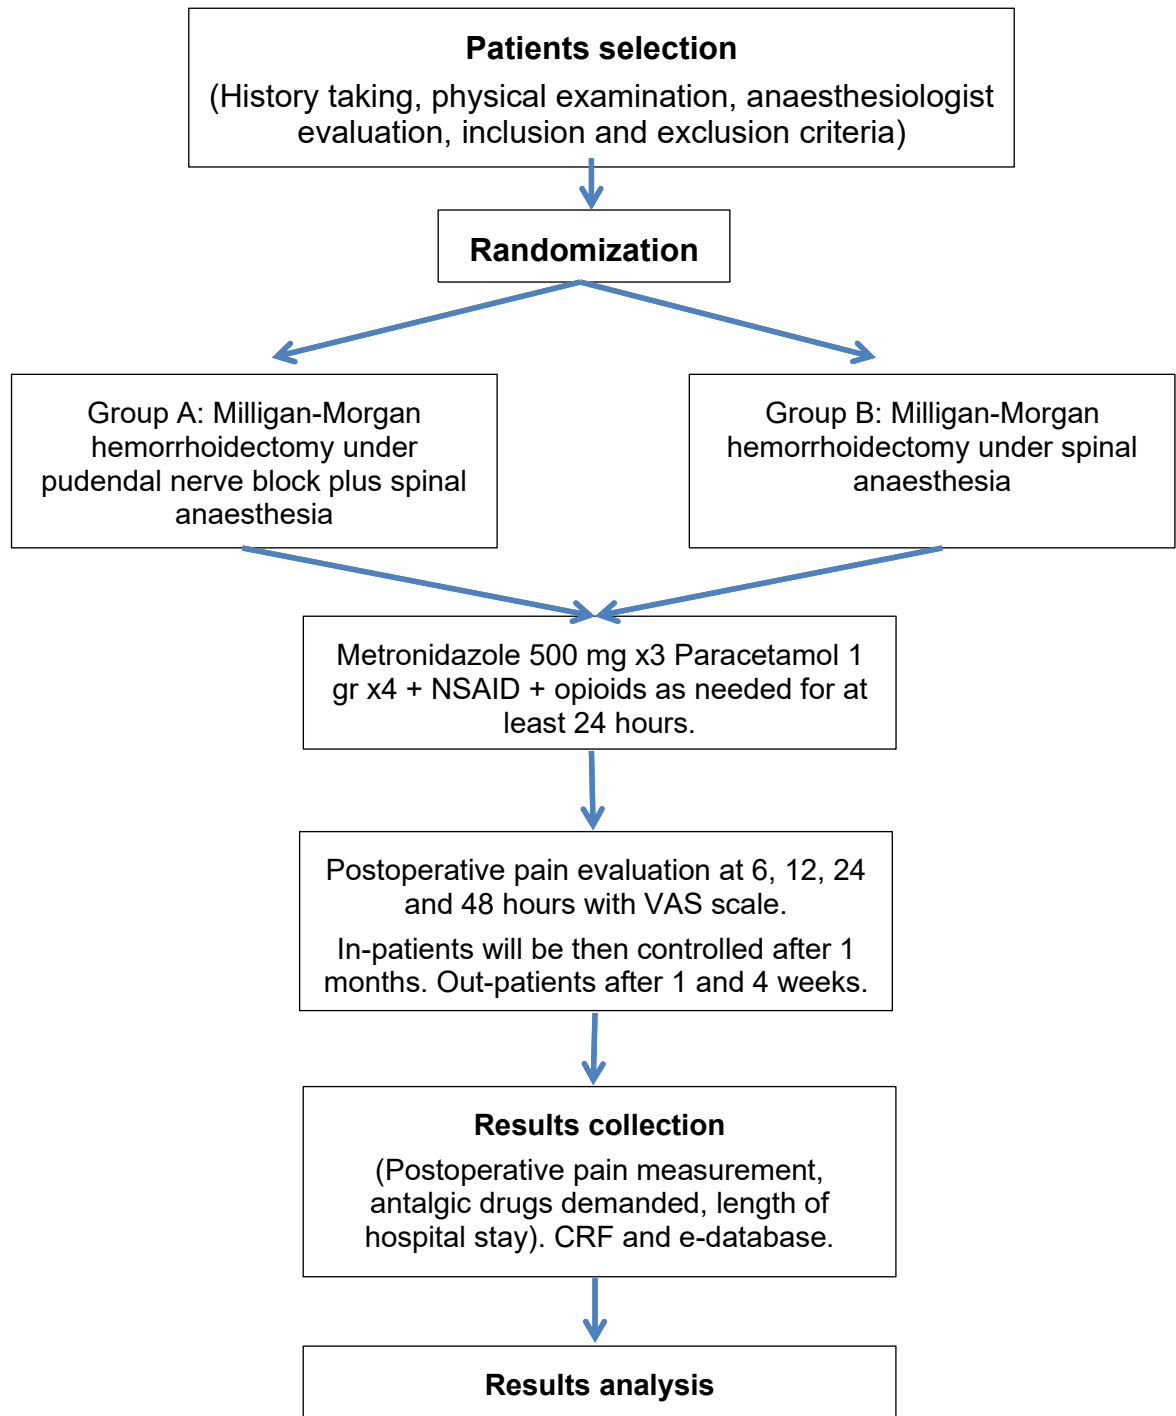 Patients selection
(History taking, physical examination, anaesthesiologist
evaluation, inclusion and exclusion criteria)
Randomization
Group A: Milligan-Morgan
hemorrhoidectomy under
pudendal nerve block plus spinal
anaesthesia
Group B: Milligan-Morgan
hemorrhoidectomy under spinal
anaesthesia
Metronidazole 500 mg x3 Paracetamol 1
gr x4 + NSAID + opioids as needed for at
least 24 hours.
Postoperative pain evaluation at 6, 12, 24
and 48 hours with VAS scale.
In-patients will be then controlled after 1
months. Out-patients after 1 and 4 weeks.
Results collection
(Postoperative pain measurement,
antalgic drugs demanded, length of
hospital stay). CRF and e-database.
Results analysis